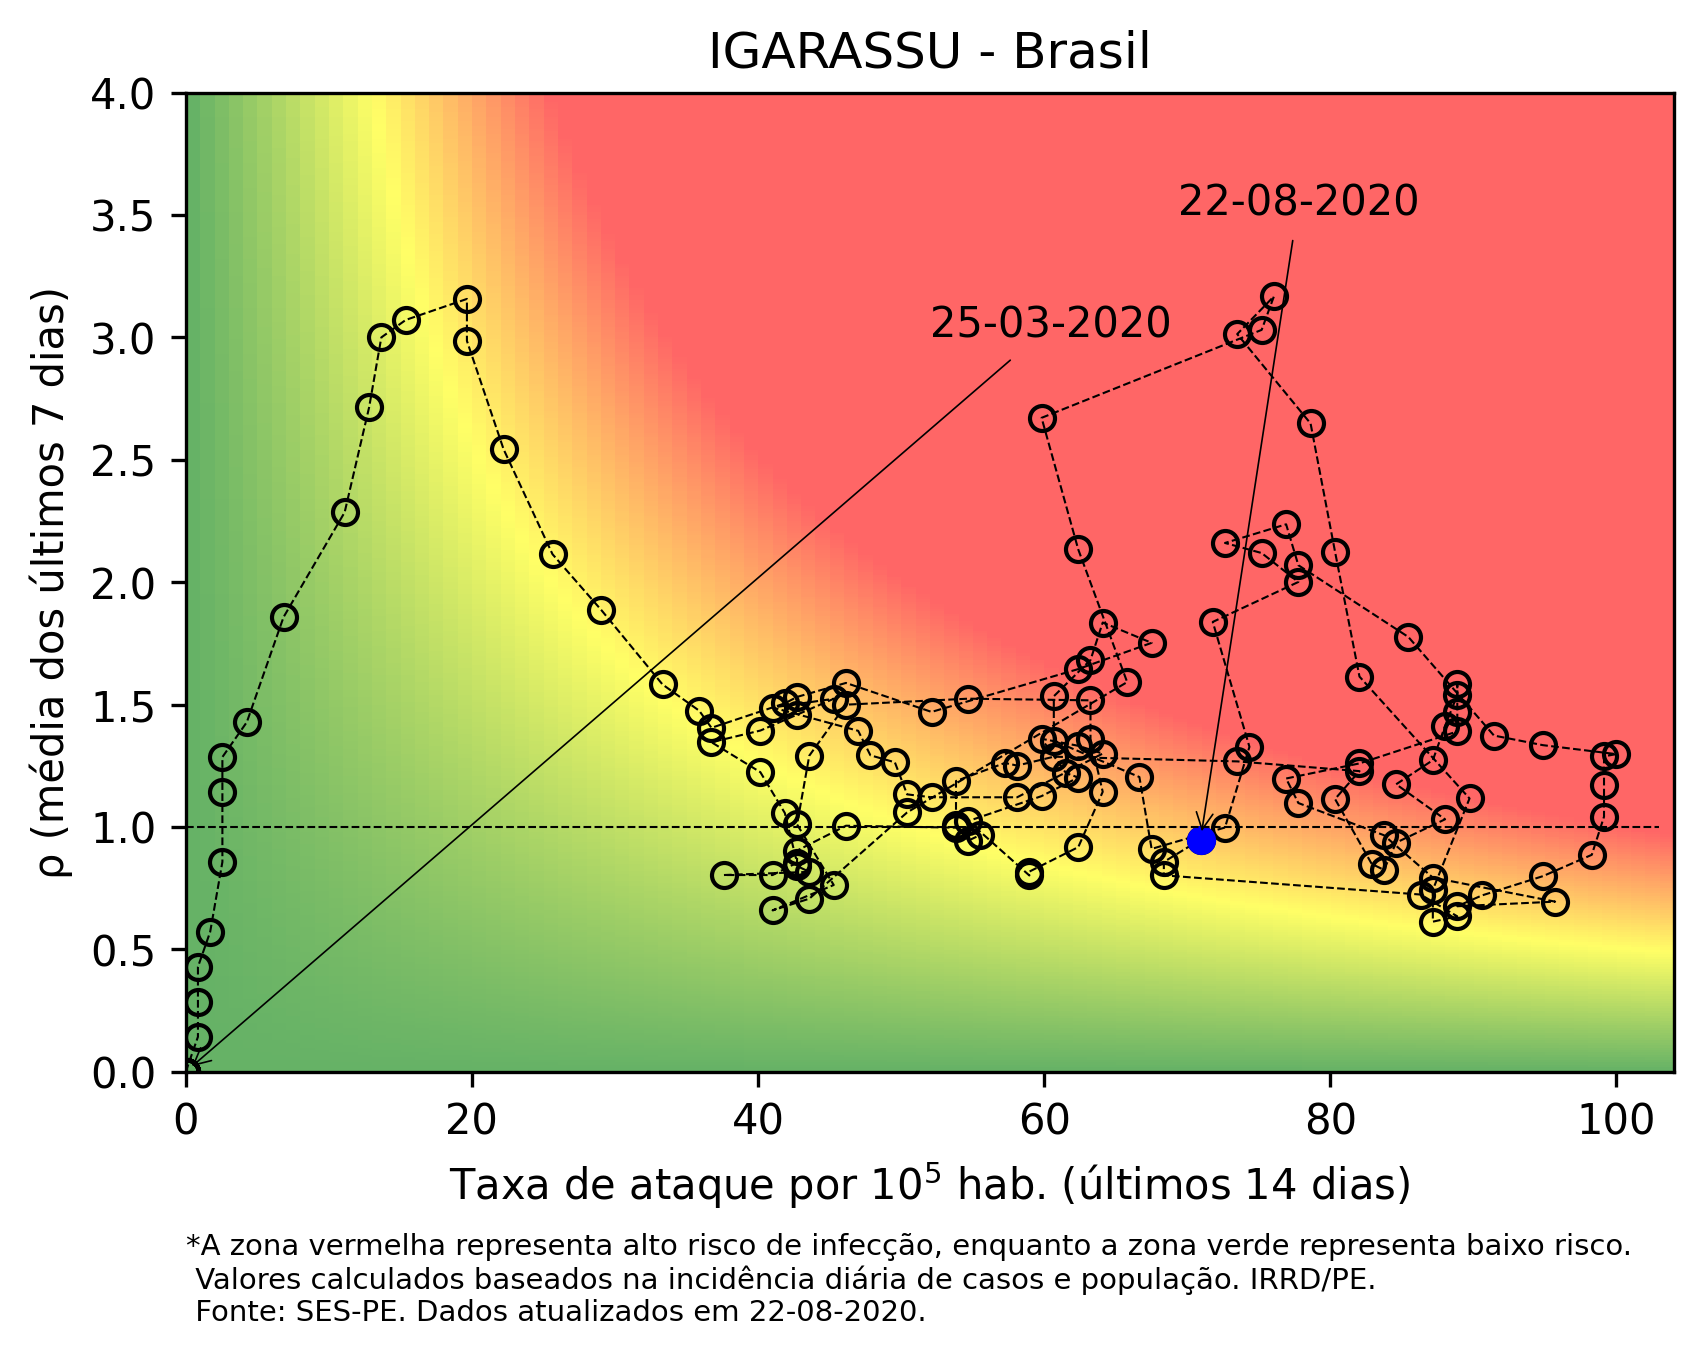 IGARASSU - Brasil
4.0
3.5
3.0
2.5
2.0
1.5
1.0
0.5
0.0
ρ (média dos últimos 7 dias)
22-08-2020
25-03-2020
0 20 40 60 80 100
Taxa de ataque por 10⁵ hab. (últimos 14 dias)
*A zona vermelha representa alto risco de infecção, enquanto a zona verde representa baixo risco.
Valores calculados baseados na incidência diária de casos e população. IRRD/PE.
Fonte: SES-PE. Dados atualizados em 22-08-2020.